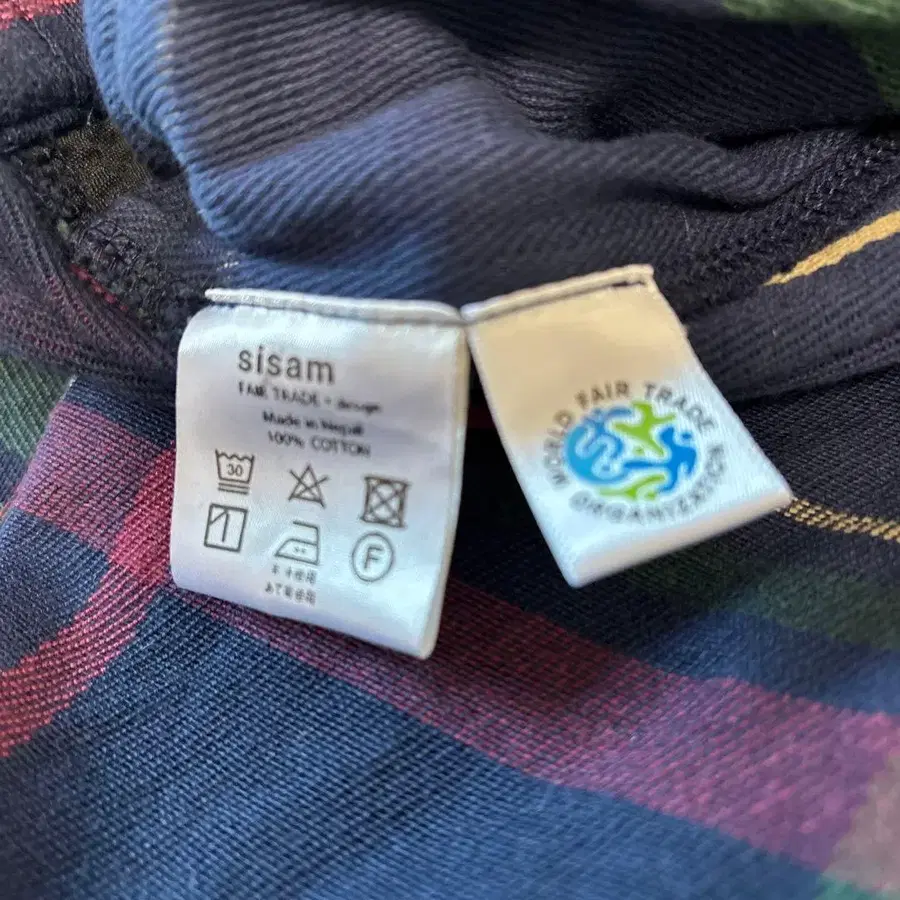 sisam
FAIR TRADE + design
Made in Nepal
100% COTTON
30
F
WORLD FAIR TRADE ORGANIZATION